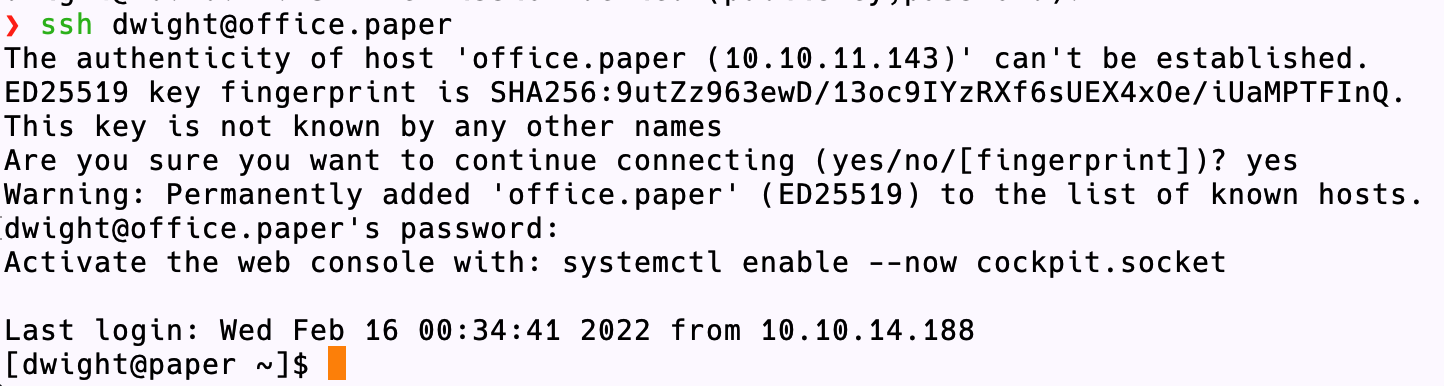 ❯ ssh dwight@office.paper
The authenticity of host 'office.paper (10.10.11.143)' can't be established.
ED25519 key fingerprint is SHA256:9utZz963ewD/13oc9IYzRXf6sUEX4xOe/iUaMPTFInQ.
This key is not known by any other names
Are you sure you want to continue connecting (yes/no/[fingerprint])? yes
Warning: Permanently added 'office.paper' (ED25519) to the list of known hosts.
dwight@office.paper's password:
Activate the web console with: systemctl enable --now cockpit.socket
Last login: Wed Feb 16 00:34:41 2022 from 10.10.14.188
[dwight@paper ~]$